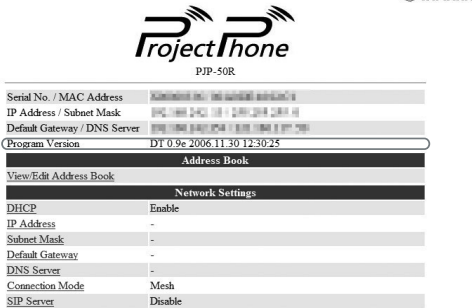 ProjectPhone
PJP-50R
Serial No. / MAC Address
IP Address / Subnet Mask
Default Gateway / DNS Server
Program Version DT 0.9e 2006.11.30 12:30:25
Address Book
View/Edit Address Book
Network Settings
DHCP Enable
IP Address -
Subnet Mask -
Default Gateway -
DNS Server -
Connection Mode Mesh
SIP Server Disable